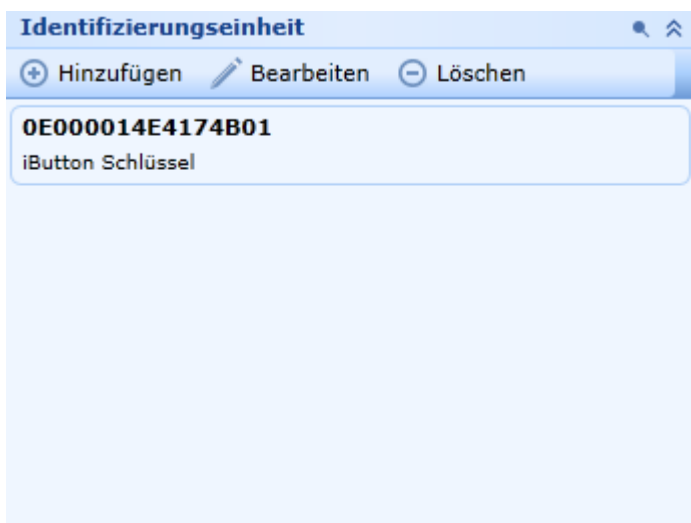 Identifizierungseinheit
Hinzufügen Bearbeiten Löschen
0E000014E4174B01
iButton Schlüssel